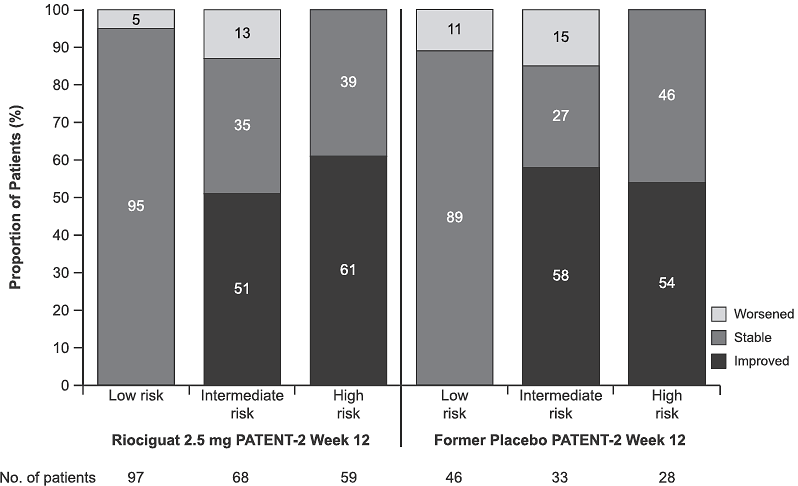 Proportion of Patients (%)
100
90
80
70
60
50
40
30
20
10
0
5
95
13
35
51
39
61
11
89
15
27
58
46
54
Worsened
Stable
Improved
Low risk
Intermediate
risk
High
risk
Low
risk
Intermediate
risk
High
risk
Riociguat 2.5 mg PATENT-2 Week 12
Former Placebo PATENT-2 Week 12
No. of patients 97 68 59 46 33 28